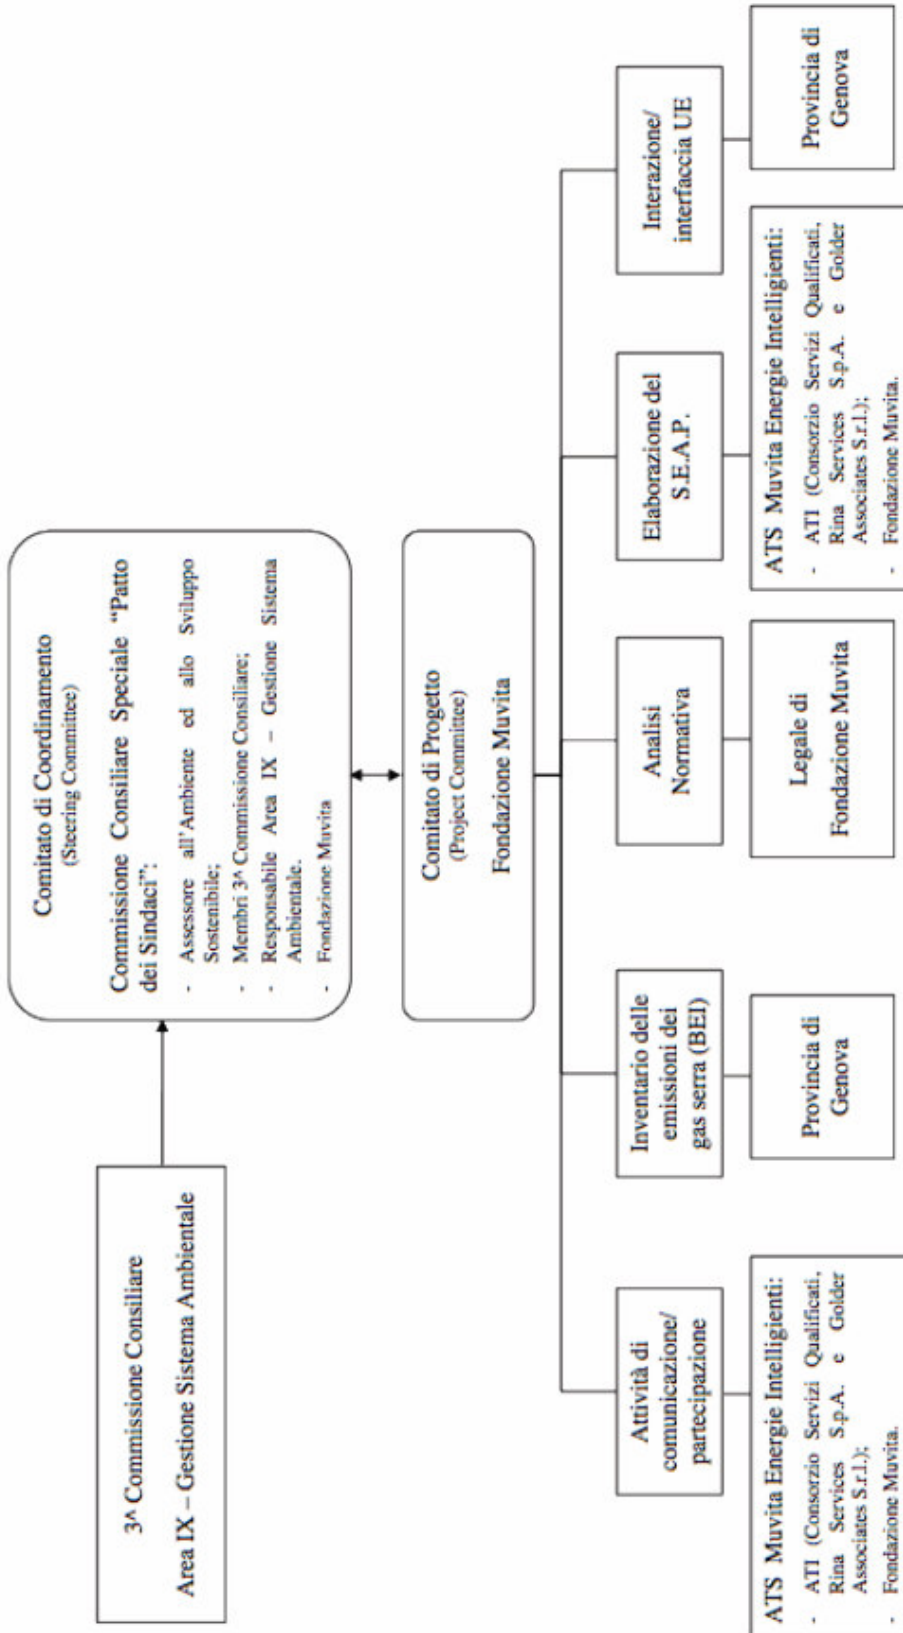 3^ Commissione Consiliare
Area IX – Gestione Sistema Ambientale
Comitato di Coordinamento
(Steering Committee)
Commissione Consiliare Speciale “Patto
dei Sindaci”:
- Assessore all’Ambiente ed allo Sviluppo
Sostenibile;
- Membri 3^ Commissione Consiliare;
- Responsabile Area IX – Gestione Sistema
Ambientale.
- Fondazione Muvita
Comitato di Progetto
(Project Committee)
Fondazione Muvita
Attività di
comunicazione/
partecipazione
Inventario delle
emissioni dei
gas serra (BEI)
Analisi
Normativa
Elaborazione del
S.E.A.P.
Interazione/
interfaccia UE
ATS Muvita Energie Intelligienti:
- ATI (Consorzio Servizi Qualificati,
Rina Services S.p.A. e Golder
Associates S.r.l.);
- Fondazione Muvita.
Provincia di
Genova
Legale di
Fondazione Muvita
ATS Muvita Energie Intelligienti:
- ATI (Consorzio Servizi Qualificati,
Rina Services S.p.A. e Golder
Associates S.r.l.);
- Fondazione Muvita.
Provincia di
Genova